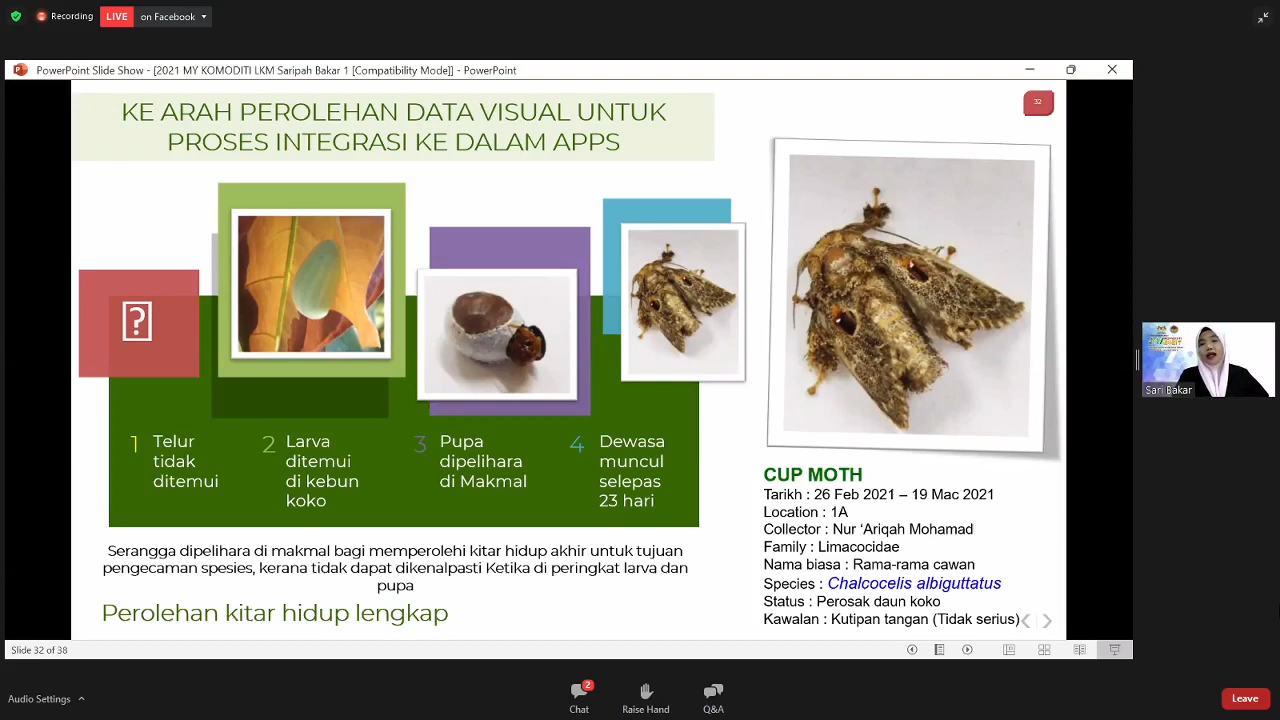 Recording
LIVE
on Facebook
PowerPoint Slide Show - [2021 MY KOMODITI LKM Saripah Bakar 1 [Compatibility Mode]] - PowerPoint
KE ARAH PEROLEHAN DATA VISUAL UNTUK
PROSES INTEGRASI KE DALAM APPS
32
?
1 Telur
tidak
ditemui
2 Larva
ditemui
di kebun
koko
3 Pupa
dipelihara
di Makmal
4 Dewasa
muncul
selepas
23 hari
Serangga dipelihara di makmal bagi memperolehi kitar hidup akhir untuk tujuan
pengecaman spesies, kerana tidak dapat dikenalpasti Ketika di peringkat larva dan
pupa
Perolehan kitar hidup lengkap
CUP MOTH
Tarikh : 26 Feb 2021 – 19 Mac 2021
Location : 1A
Collector : Nur ‘Ariqah Mohamad
Family : Limacocidae
Nama biasa : Rama-rama cawan
Species : Chalcocelis albiguttatus
Status : Perosak daun koko
Kawalan : Kutipan tangan (Tidak serius)
Sari Bakar
Slide 32 of 38
Audio Settings
2
Chat
Raise Hand
Q&A
Leave